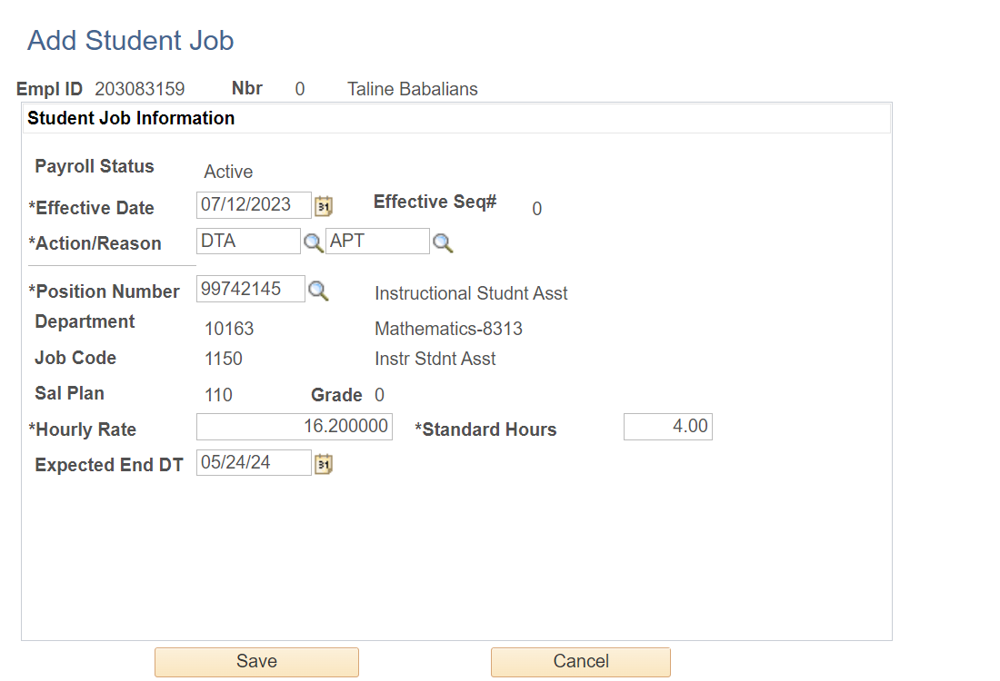 Add Student Job
Empl ID 203083159 Nbr 0 Taline Babalians
Student Job Information
Payroll Status Active
*Effective Date 07/12/2023 31 Effective Seq# 0
*Action/Reason DTA APT
*Position Number 99742145 Instructional Studnt Asst
Department 10163 Mathematics-8313
Job Code 1150 Instr Stdnt Asst
Sal Plan 110 Grade 0
*Hourly Rate 16.200000 *Standard Hours 4.00
Expected End DT 05/24/24 31
Save Cancel